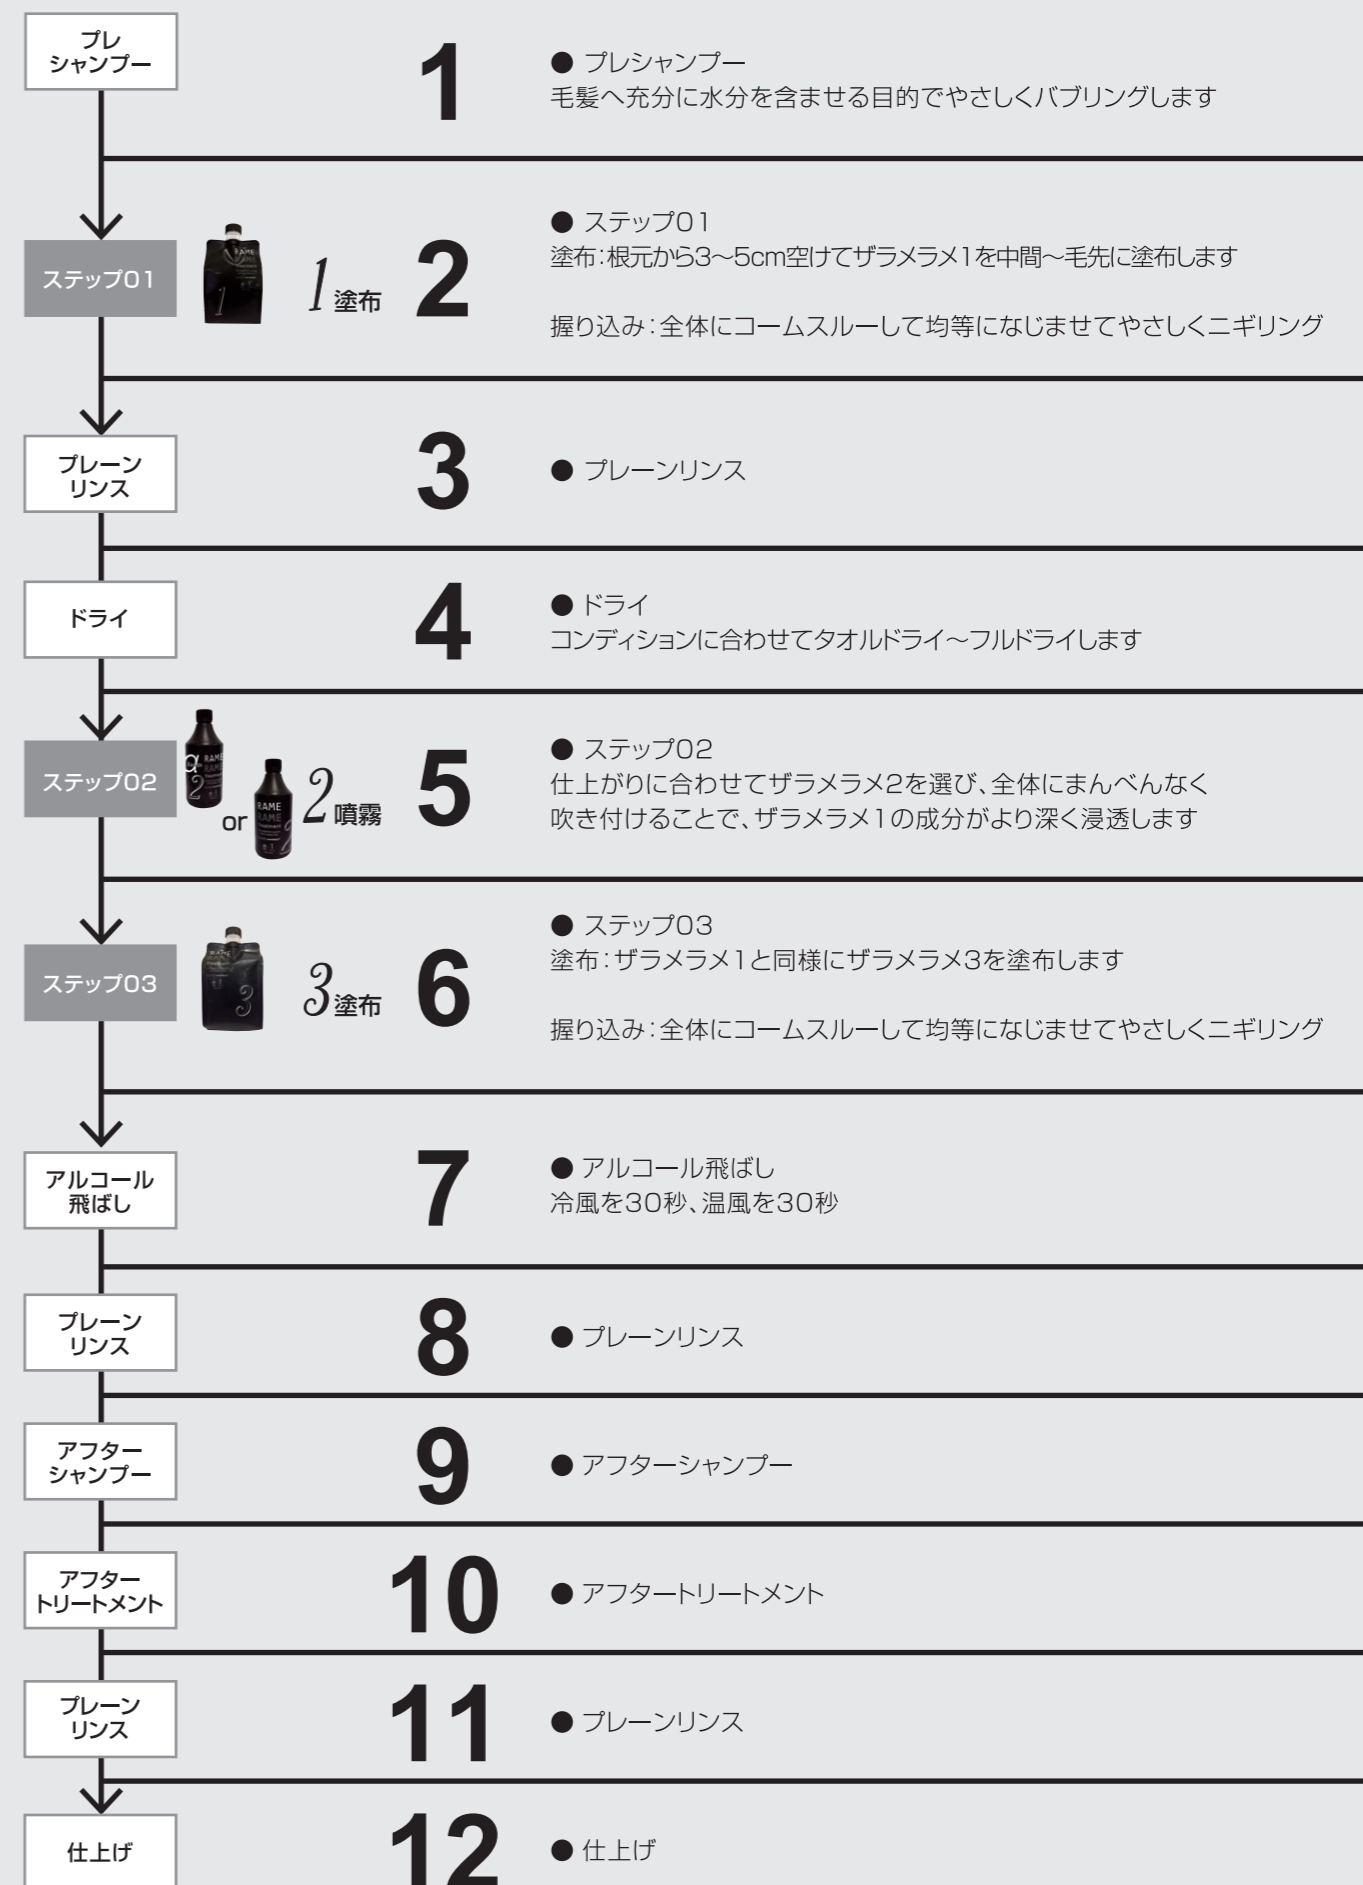 プレ
シャンプー
1
● プレシャンプー
毛髪へ充分に水分を含ませる目的でやさしくバブリングします
ステップ01
1 塗布
2
● ステップ01
塗布：根元から3〜5cm空けてザラメラメ1を中間〜毛先に塗布します
握り込み：全体にコームスルーして均等になじませてやさしくニギリング
プレーン
リンス
3
● プレーンリンス
ドライ
4
● ドライ
コンディションに合わせてタオルドライ〜フルドライします
ステップ02
α
2
RAME
or
RAME
RAME
2 噴霧
5
● ステップ02
仕上がりに合わせてザラメラメ2を選び、全体にまんべんなく
吹き付けることで、ザラメラメ1の成分がより深く浸透します
ステップ03
3
3 塗布
6
● ステップ03
塗布：ザラメラメ1と同様にザラメラメ3を塗布します
握り込み：全体にコームスルーして均等になじませてやさしくニギリング
アルコール
飛ばし
7
● アルコール飛ばし
冷風を30秒、温風を30秒
プレーン
リンス
8
● プレーンリンス
アフター
シャンプー
9
● アフターシャンプー
アフター
トリートメント
10
● アフタートリートメント
プレーン
リンス
11
● プレーンリンス
仕上げ
12
● 仕上げ